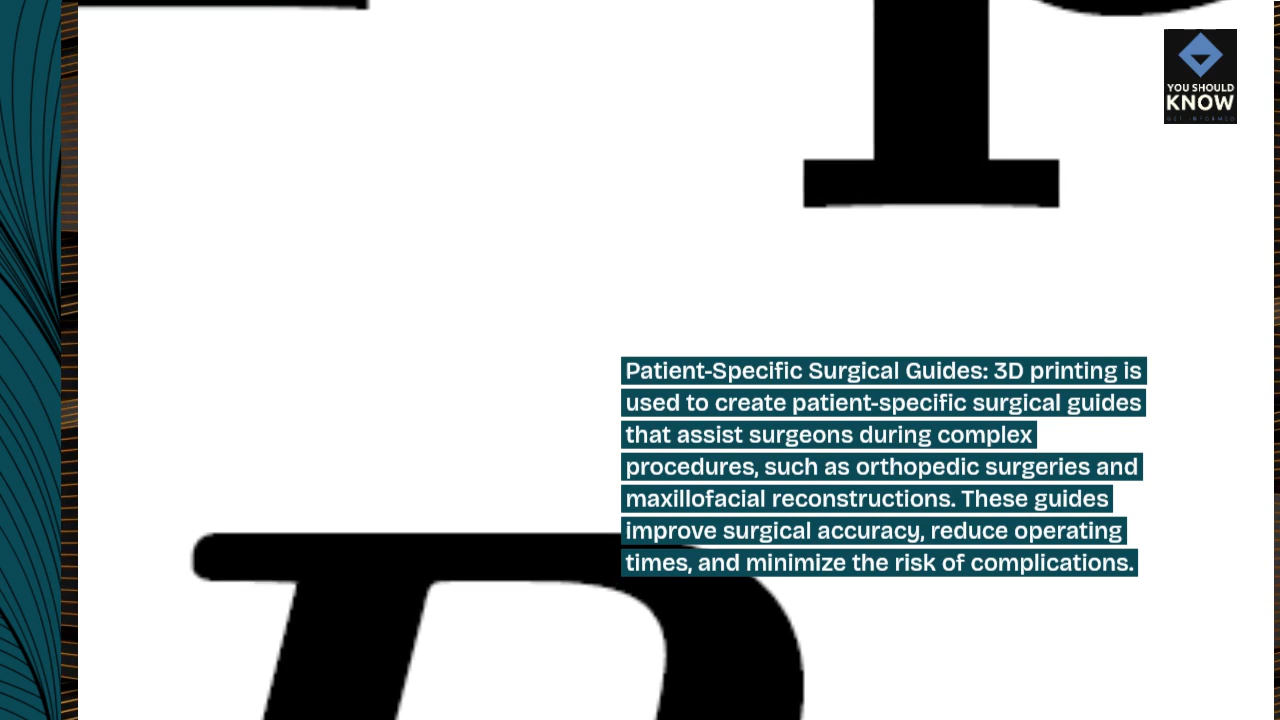 YOU SHOULD
KNOW
GET INFORMED
Patient-Specific Surgical Guides: 3D printing is
used to create patient-specific surgical guides
that assist surgeons during complex
procedures, such as orthopedic surgeries and
maxillofacial reconstructions. These guides
improve surgical accuracy, reduce operating
times, and minimize the risk of complications.